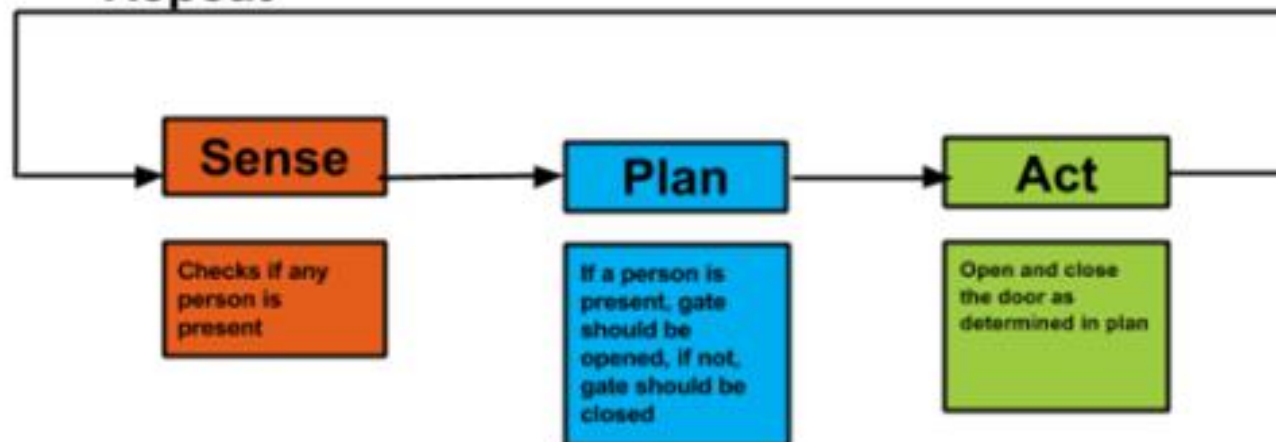 Repeat
Sense
Plan
Act
Checks if any
person is
present
If a person is
present, gate
should be
opened, if not,
gate should be
closed
Open and close
the door as
determined in plan